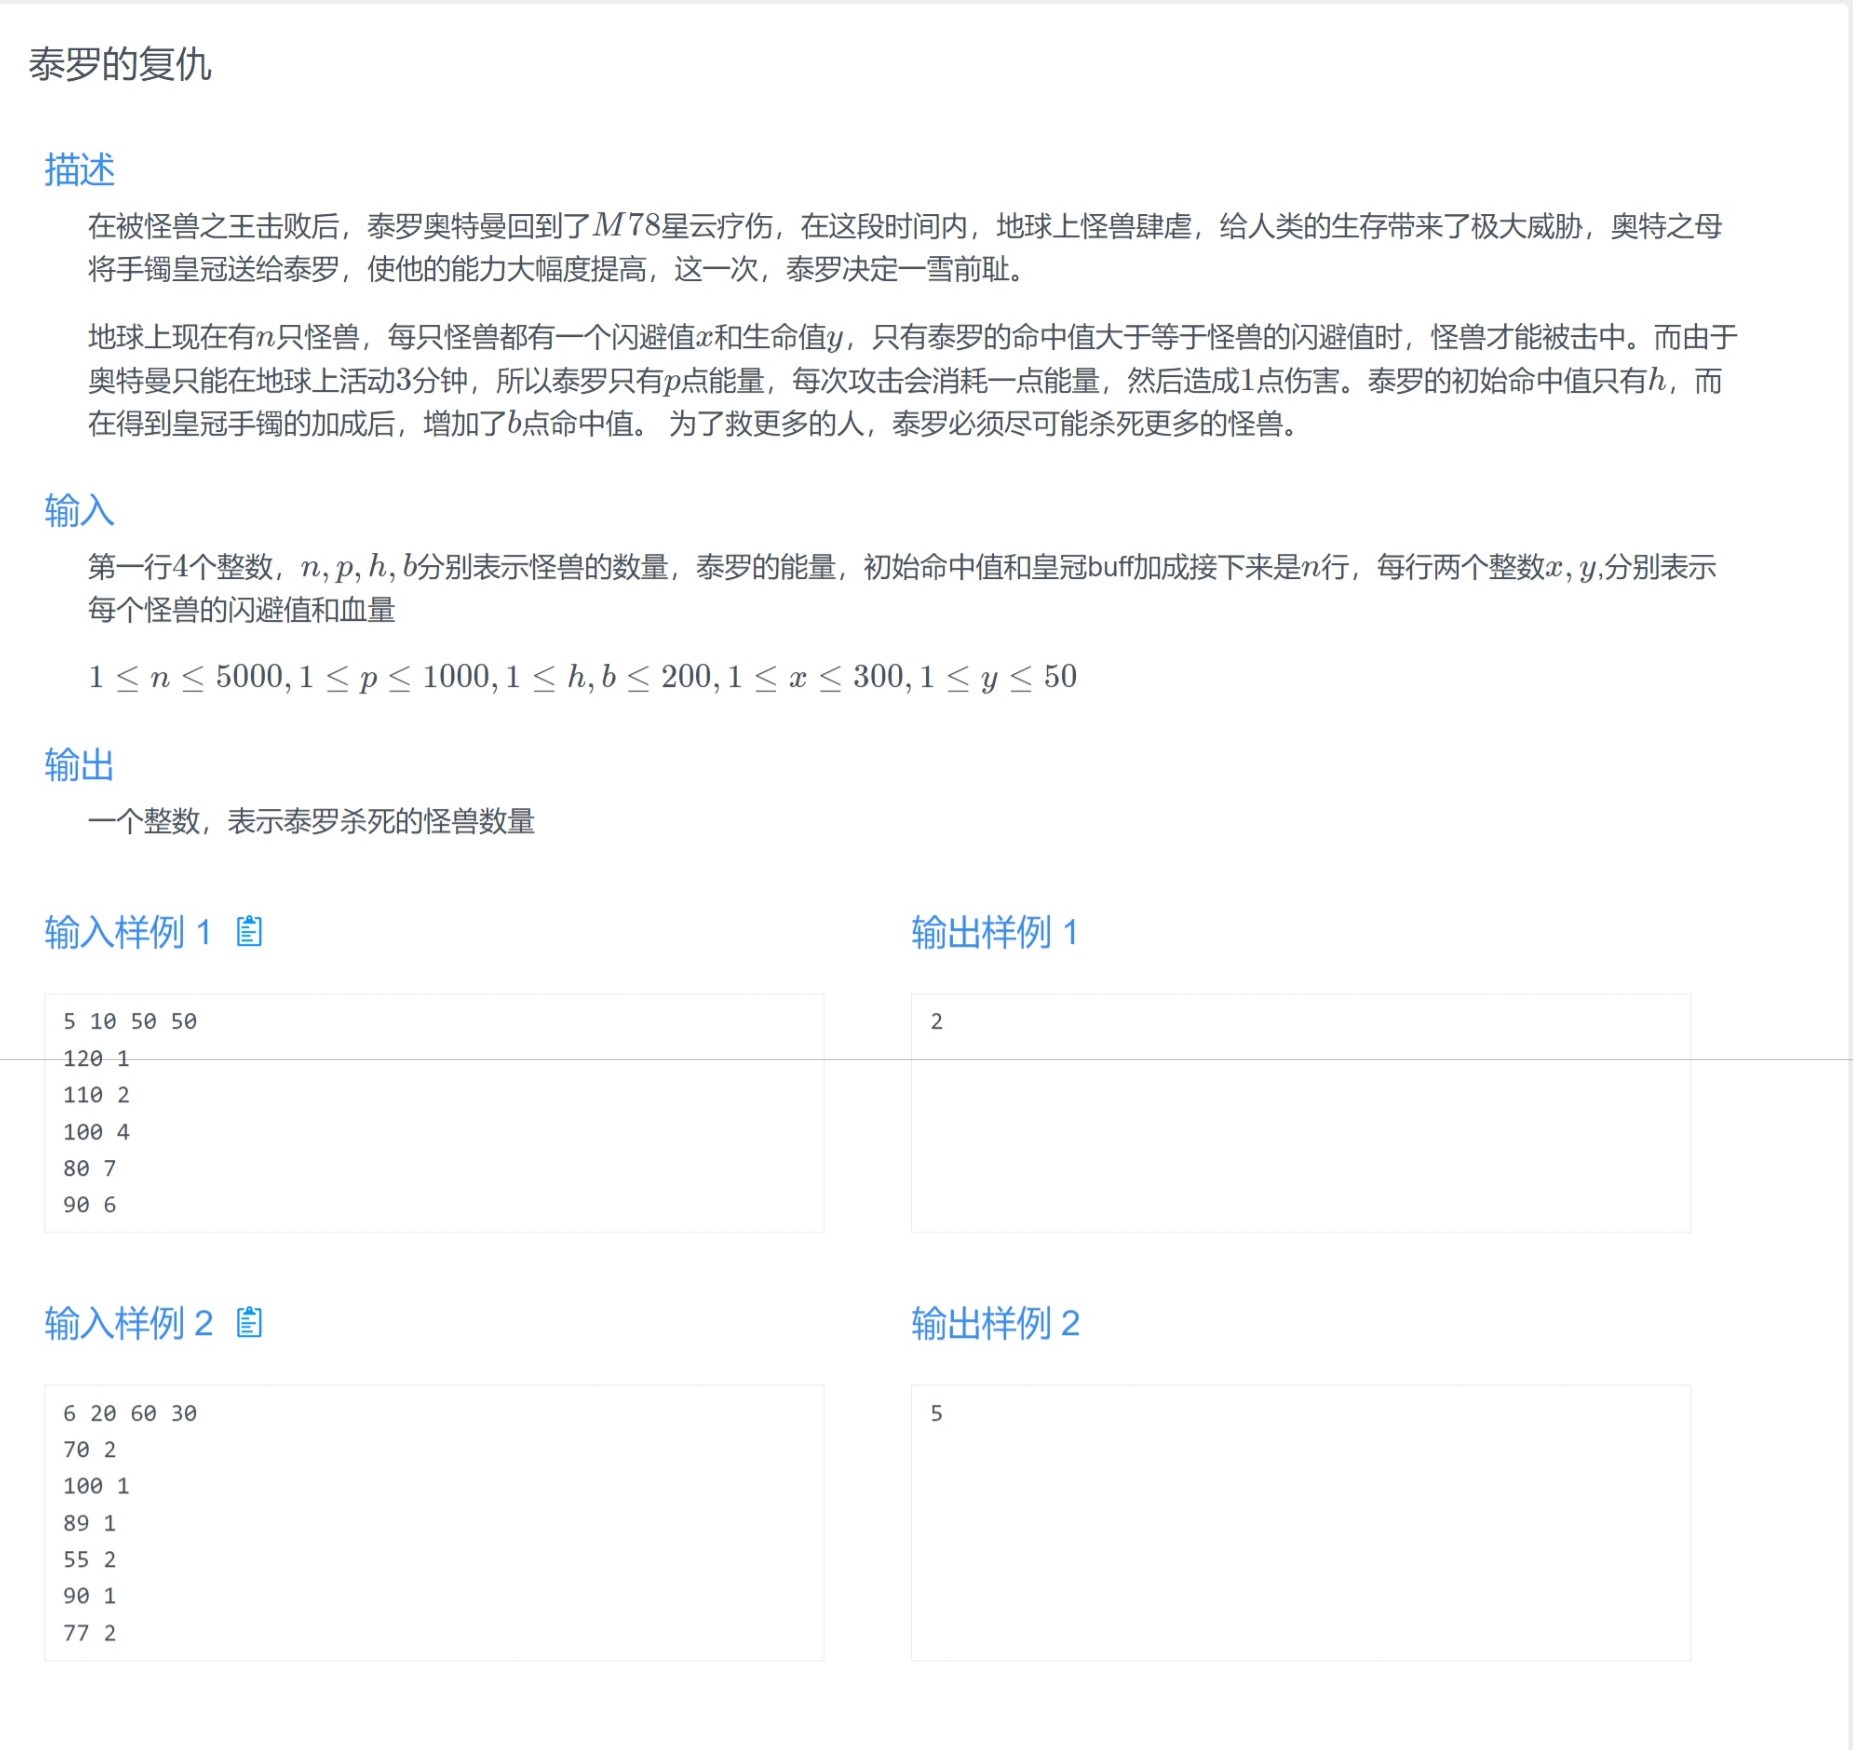 泰罗的复仇
描述
在被怪兽之王击败后，泰罗奥特曼回到了M78星云疗伤，在这段时间内，地球上怪兽肆虐，给人类的生存带来了极大威胁，奥特之母
将手镯皇冠送给泰罗，使他的能力大幅度提高，这一次，泰罗决定一雪前耻。
地球上现在有n只怪兽，每只怪兽都有一个闪避值x和生命值y，只有泰罗的命中值大于等于怪兽的闪避值时，怪兽才能被击中。而由于
奥特曼只能在地球上活动3分钟，所以泰罗只有p点能量，每次攻击会消耗一点能量，然后造成1点伤害。泰罗的初始命中值只有h，而
在得到皇冠手镯的加成后，增加了b点命中值。 为了救更多的人，泰罗必须尽可能杀死更多的怪兽。
输入
第一行4个整数，n, p, h, b分别表示怪兽的数量，泰罗的能量，初始命中值和皇冠buff加成接下来是n行，每行两个整数x, y,分别表示
每个怪兽的闪避值和血量
1 ≤ n ≤ 5000, 1 ≤ p ≤ 1000, 1 ≤ h, b ≤ 200, 1 ≤ x ≤ 300, 1 ≤ y ≤ 50
输出
一个整数，表示泰罗杀死的怪兽数量
输入样例 1
5 10 50 50
120 1
110 2
100 4
80 7
90 6
输出样例 1
2
输入样例 2
6 20 60 30
70 2
100 1
89 1
55 2
90 1
77 2
输出样例 2
5